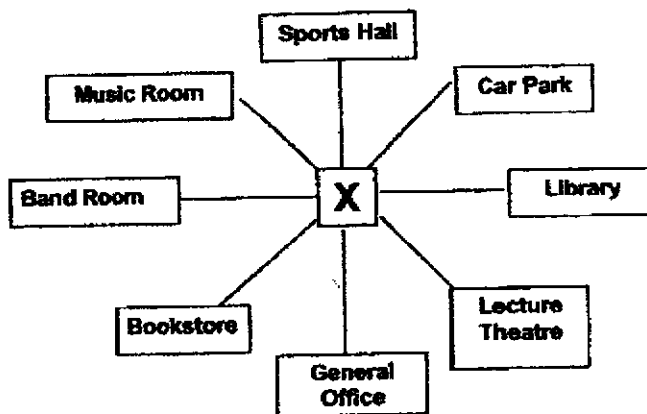 Sports Hall
Music Room
Car Park
Band Room
X
Library
Bookstore
Lecture
Theatre
General
Office